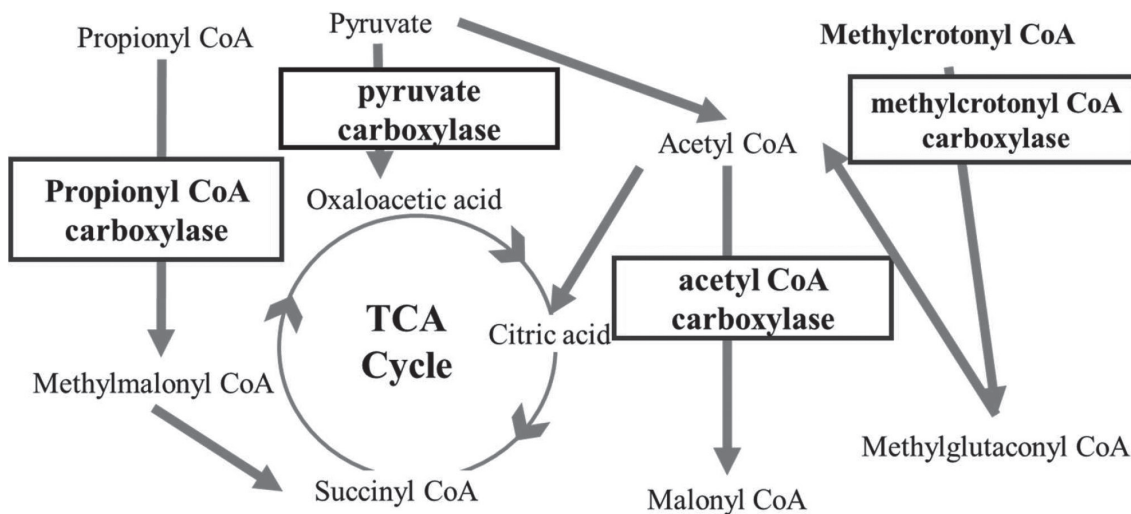 Propionyl CoA
Pyruvate
Methylcrotonyl CoA
pyruvate
carboxylase
methylcrotonyl CoA
carboxylase
Acetyl CoA
Propionyl CoA
carboxylase
Oxaloacetic acid
acetyl CoA
carboxylase
TCA
Cycle
Citric acid
Methylmalonyl CoA
Methylglutaconyl CoA
Succinyl CoA
Malonyl CoA